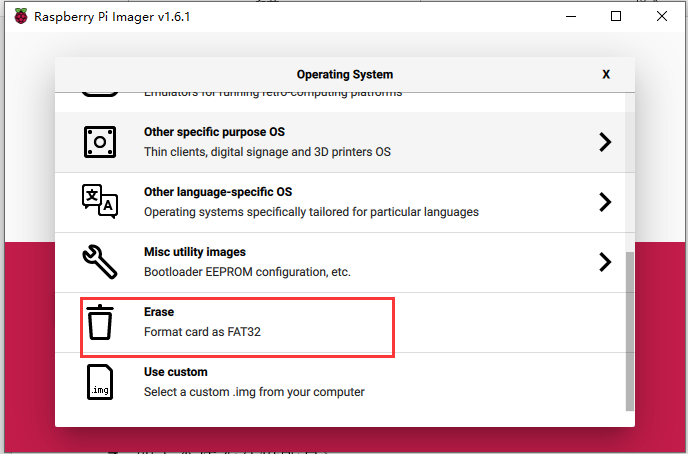 Raspberry Pi Imager v1.6.1
Operating System
X
Emulators for running retro-computing platforms
Other specific purpose OS
Thin clients, digital signage and 3D printers OS
文
A
Other language-specific OS
Operating systems specifically tailored for particular languages
Misc utility images
Bootloader EEPROM configuration, etc.
Erase
Format card as FAT32
.img
Use custom
Select a custom .img from your computer